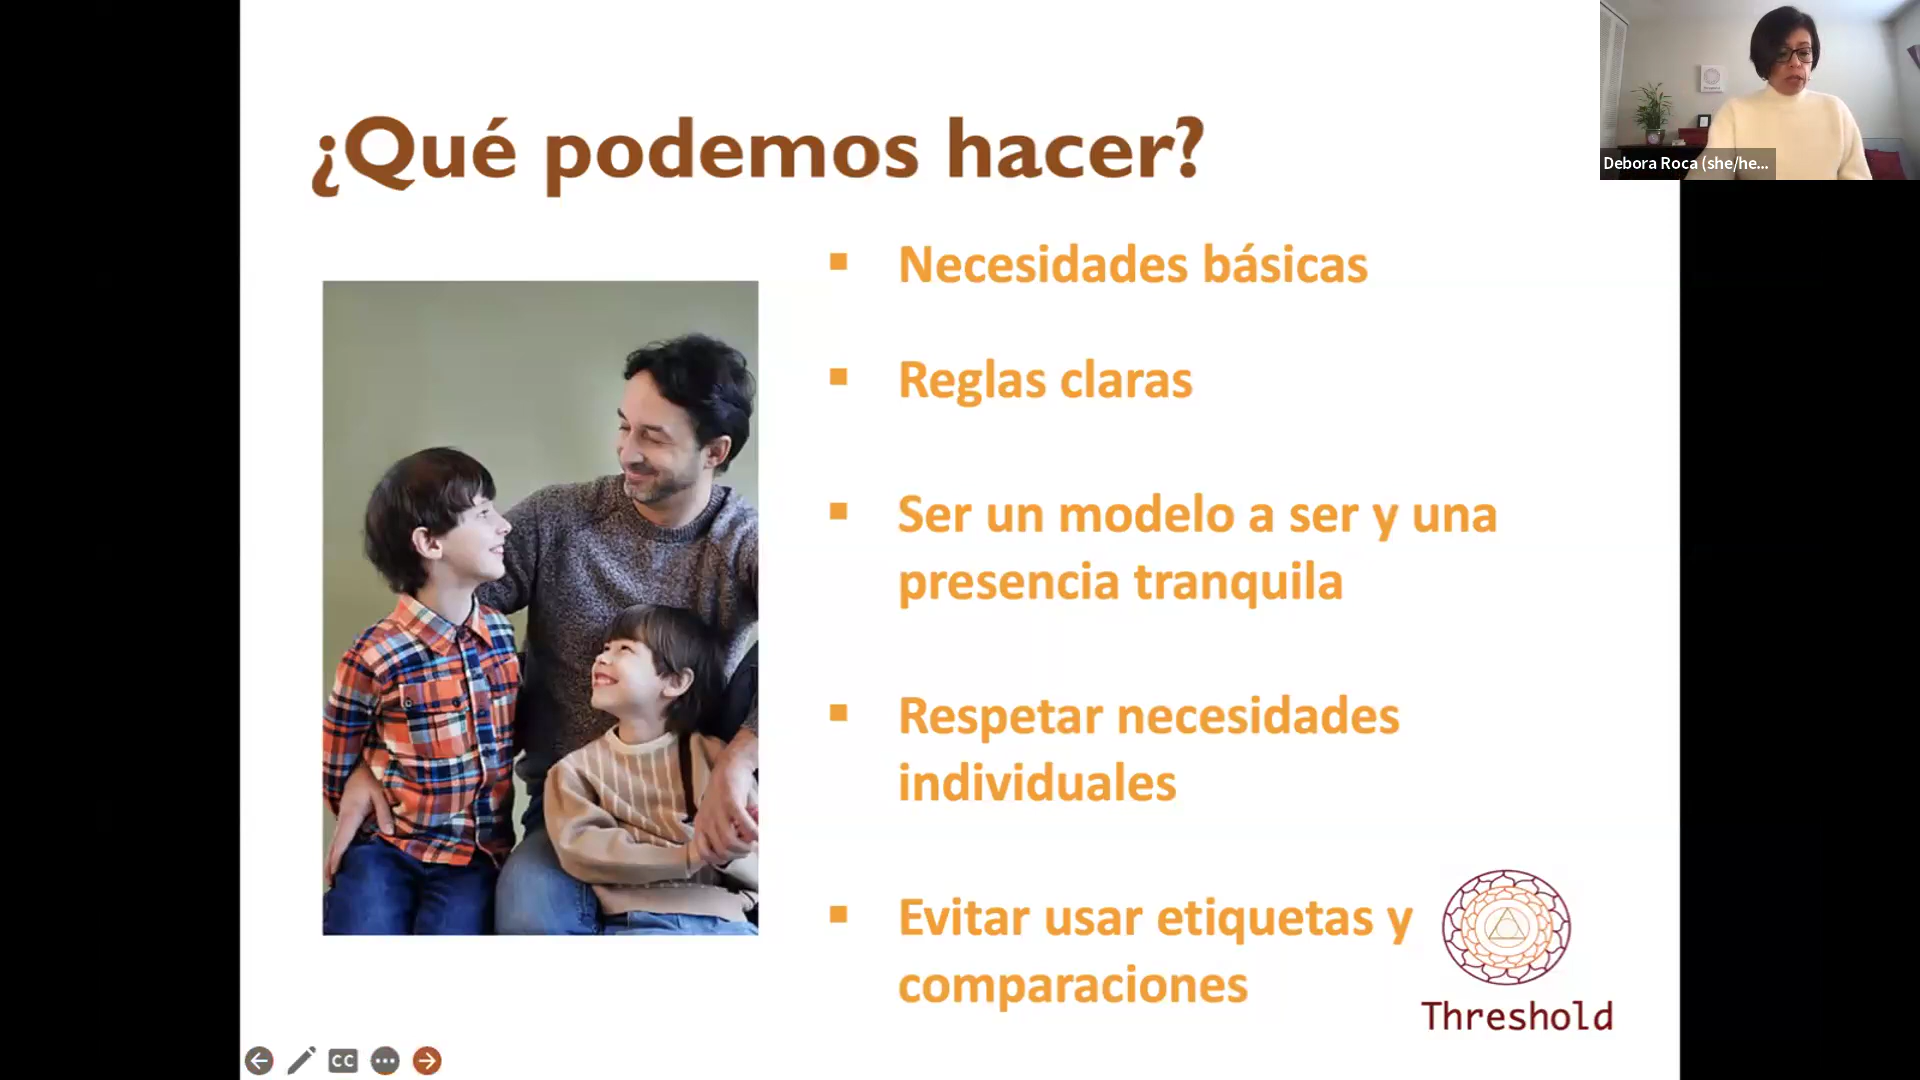 ¿Qué podemos hacer?
Necesidades básicas
Reglas claras
Ser un modelo a ser y una
presencia tranquila
Respetar necesidades
individuales
Evitar usar etiquetas y
comparaciones
Threshold
Debora Roca (she/he...
CC